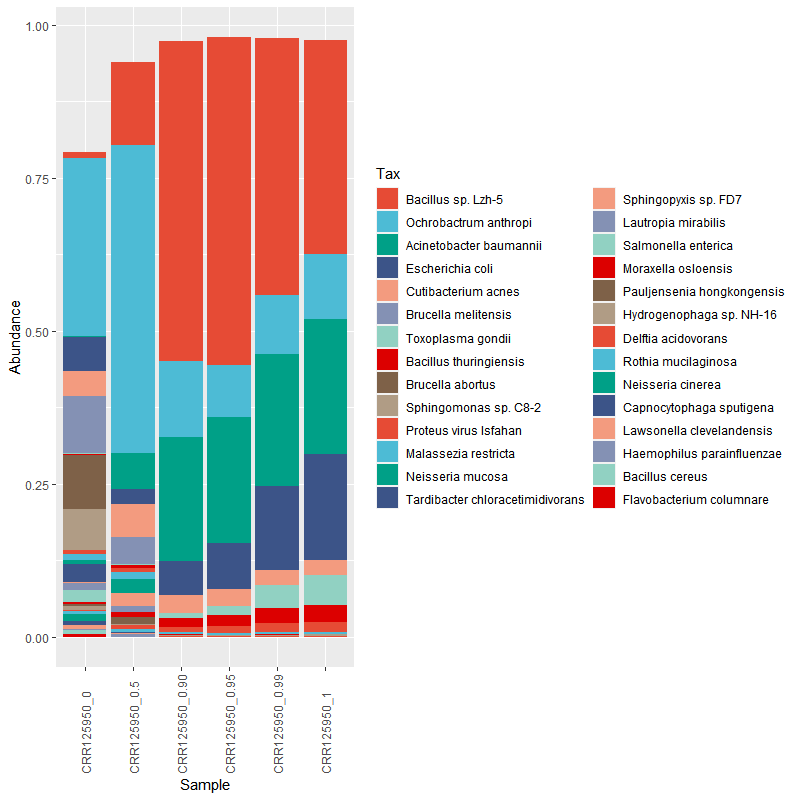 1.00
0.75
0.50
0.25
0.00
Abundance
CRR125950_0
CRR125950_0.5
CRR125950_0.90
CRR125950_0.95
CRR125950_0.99
CRR125950_1
Sample
Tax
Bacillus sp. Lzh-5
Ochrobactrum anthropi
Acinetobacter baumannii
Escherichia coli
Cutibacterium acnes
Brucella melitensis
Toxoplasma gondii
Bacillus thuringiensis
Brucella abortus
Sphingomonas sp. C8-2
Proteus virus Isfahan
Malassezia restricta
Neisseria mucosa
Tardibacter chloracetimidivorans
Sphingopyxis sp. FD7
Lautropia mirabilis
Salmonella enterica
Moraxella osloensis
Pauljensenia hongkongensis
Hydrogenophaga sp. NH-16
Delftia acidovorans
Rothia mucilaginosa
Neisseria cinerea
Capnocytophaga sputigena
Lawsonella clevelandensis
Haemophilus parainfluenzae
Bacillus cereus
Flavobacterium columnare